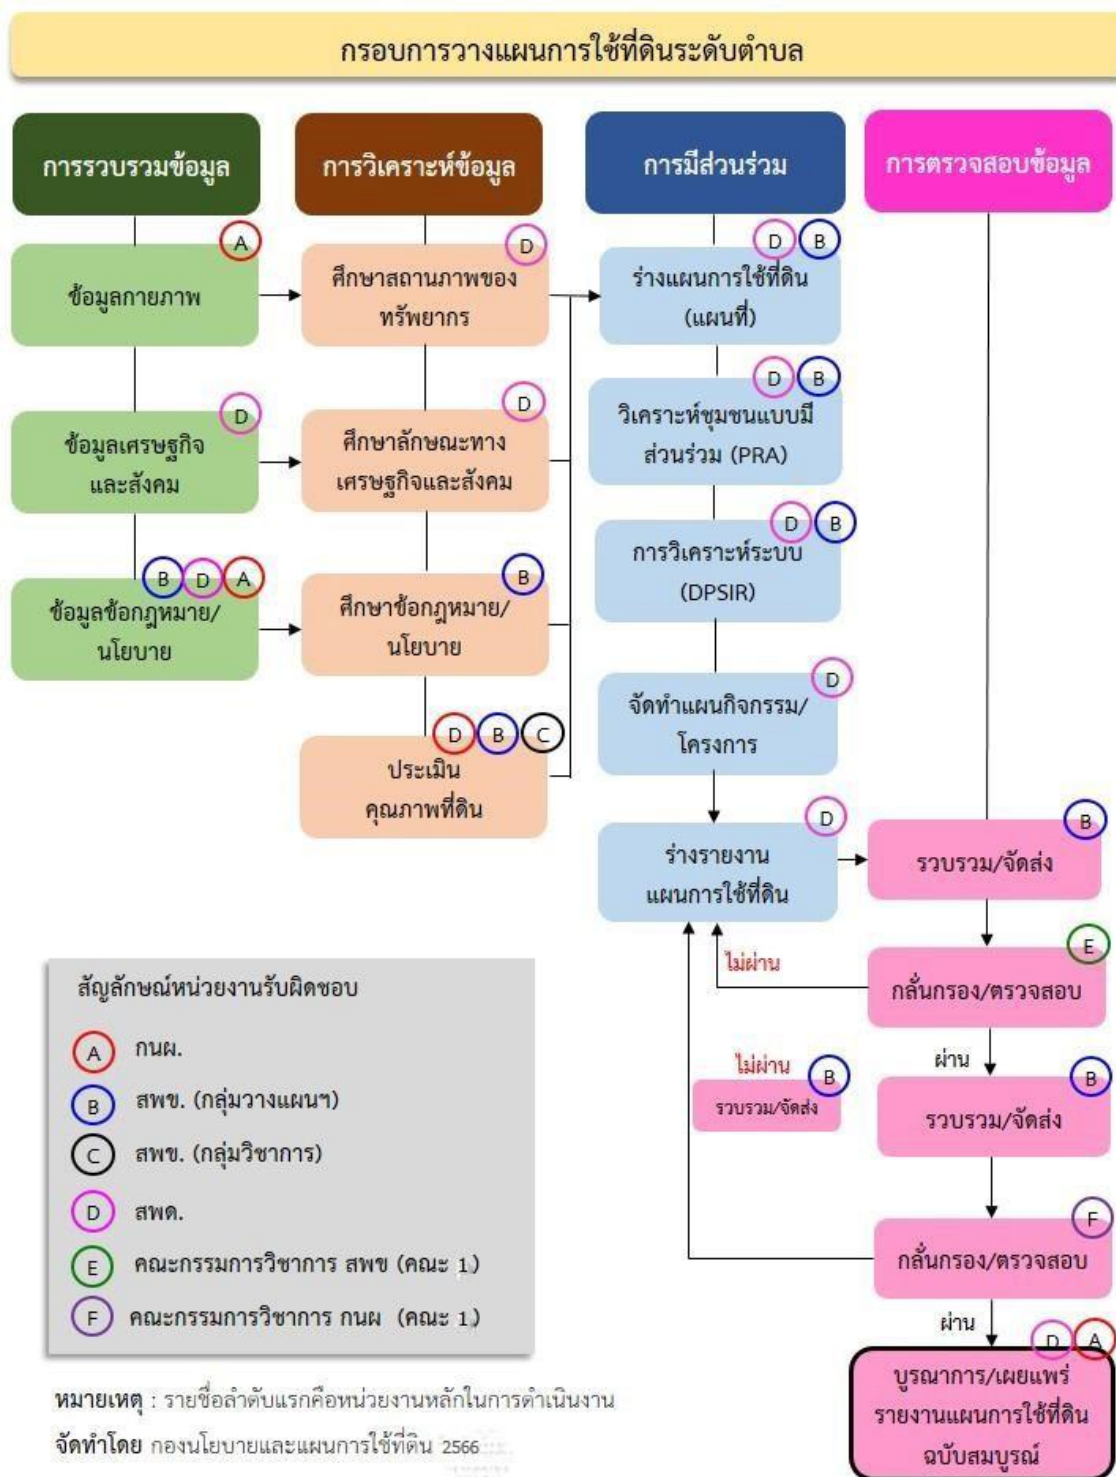 กรอบการวางแผนการใช้ที่ดินระดับตำบล
การรวบรวมข้อมูล
A
ข้อมูลกายภาพ
D
ข้อมูลเศรษฐกิจ
และสังคม
B D A
ข้อมูลข้อกฎหมาย/
นโยบาย
การวิเคราะห์ข้อมูล
D
ศึกษาสถานภาพของ
ทรัพยากร
D
ศึกษาลักษณะทาง
เศรษฐกิจและสังคม
B
ศึกษาข้อกฎหมาย/
นโยบาย
D B C
ประเมิน
คุณภาพที่ดิน
การมีส่วนร่วม
D B
ร่างแผนการใช้ที่ดิน
(แผนที่)
D B
วิเคราะห์ชุมชนแบบมี
ส่วนร่วม (PRA)
D B
การวิเคราะห์ระบบ
(DPSIR)
D
จัดทำแผนกิจกรรม/
โครงการ
D
ร่างรายงาน
แผนการใช้ที่ดิน
การตรวจสอบข้อมูล
B
รวบรวม/จัดส่ง
E
กลั่นกรอง/ตรวจสอบ
ไม่ผ่าน
ผ่าน
B
รวบรวม/จัดส่ง
ไม่ผ่าน
B
รวบรวม/จัดส่ง
F
กลั่นกรอง/ตรวจสอบ
ผ่าน
D A
บูรณาการ/เผยแพร่
รายงานแผนการใช้ที่ดิน
ฉบับสมบูรณ์
สัญลักษณ์หน่วยงานรับผิดชอบ
A กนผ.
B สพข. (กลุ่มวางแผนฯ)
C สพข. (กลุ่มวิชาการ)
D สพด.
E คณะกรรมการวิชาการ สพข (คณะ 1)
F คณะกรรมการวิชาการ กนผ (คณะ 1)
หมายเหตุ : รายชื่อลำดับแรกคือหน่วยงานหลักในการดำเนินงาน
จัดทำโดย กองนโยบายและแผนการใช้ที่ดิน 2566